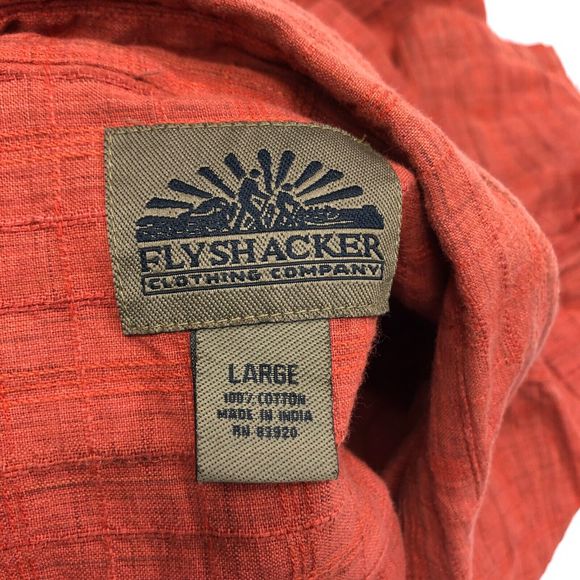 FLYSHACKER
CLOTHING COMPANY
LARGE
100% COTTON
MADE IN INDIA
RN 83920